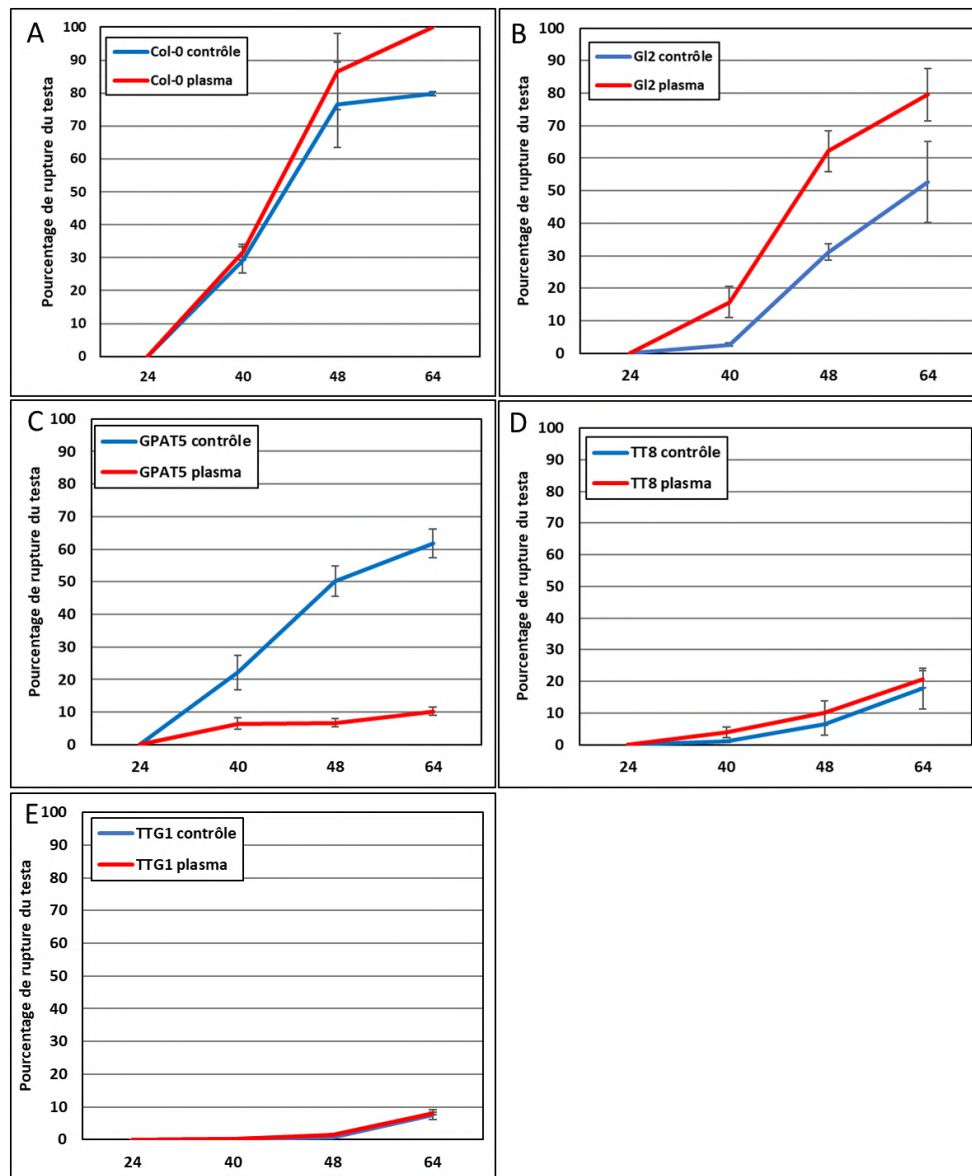 A
Pourcentage de rupture du testa
100
90
80
70
60
50
40
30
20
10
0
Col-0 contrôle
Col-0 plasma
24 40 48 64
B
Pourcentage de rupture du testa
100
90
80
70
60
50
40
30
20
10
0
Gl2 contrôle
Gl2 plasma
24 40 48 64
C
Pourcentage de rupture du testa
100
90
80
70
60
50
40
30
20
10
0
GPAT5 contrôle
GPAT5 plasma
24 40 48 64
D
Pourcentage de rupture du testa
100
90
80
70
60
50
40
30
20
10
0
TT8 contrôle
TT8 plasma
24 40 48 64
E
Pourcentage de rupture du testa
100
90
80
70
60
50
40
30
20
10
0
TTG1 contrôle
TTG1 plasma
24 40 48 64